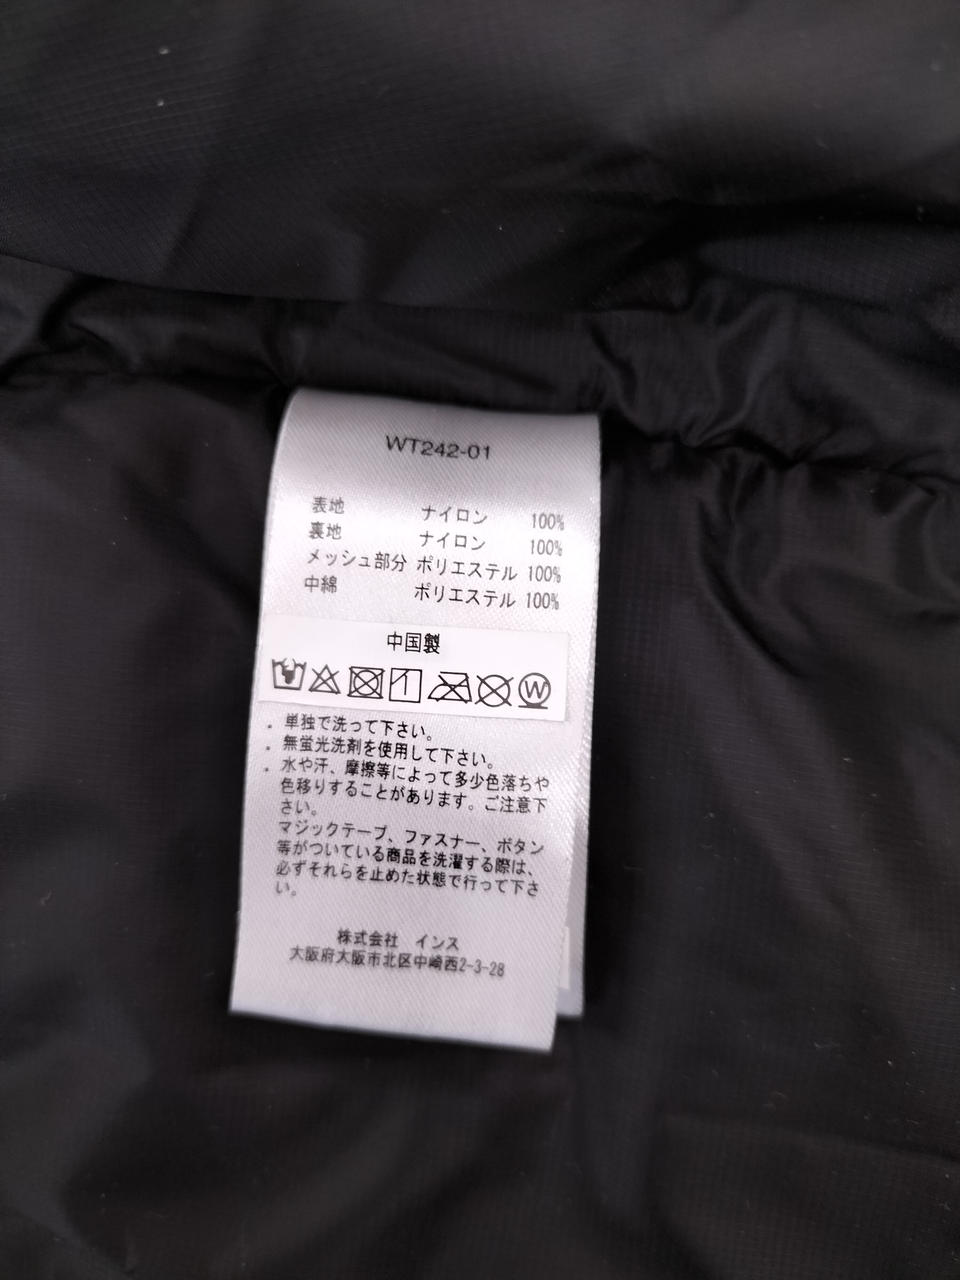 WT242-01
表地 ナイロン 100%
裏地 ナイロン 100%
メッシュ部分 ポリエステル 100%
中綿 ポリエステル 100%
中国製
W
. 単独で洗って下さい。
. 無蛍光洗剤を使用して下さい。
. 水や汗、摩擦等によって多少色落ちや
色移りすることがあります。ご注意下
さい。
マジックテープ、ファスナー、ボタン
等がついている商品を洗濯する際は、
必ずそれらを止めた状態で行って下さ
い。
株式会社 インス
大阪府大阪市北区中崎西2-3-28